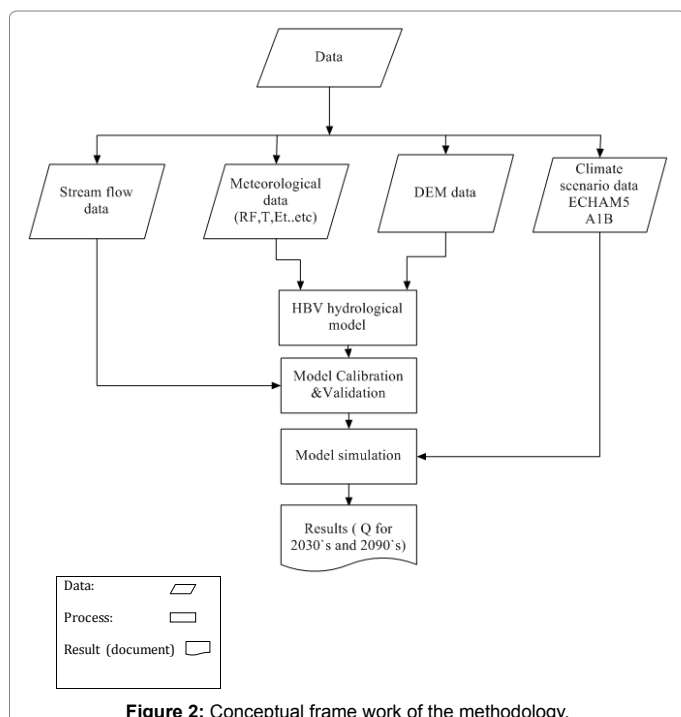 Data
Stream flow
data
Meteorological
data
(RF,T,Et..etc)
DEM data
Climate
scenario data
ECHAM5
A1B
HBV hydrological
model
Model Calibration
&Validation
Model simulation
Results ( Q for
2030`s and 2090`s)
Data:
Process:
Result (document)
Figure 2: Conceptual frame work of the methodology.